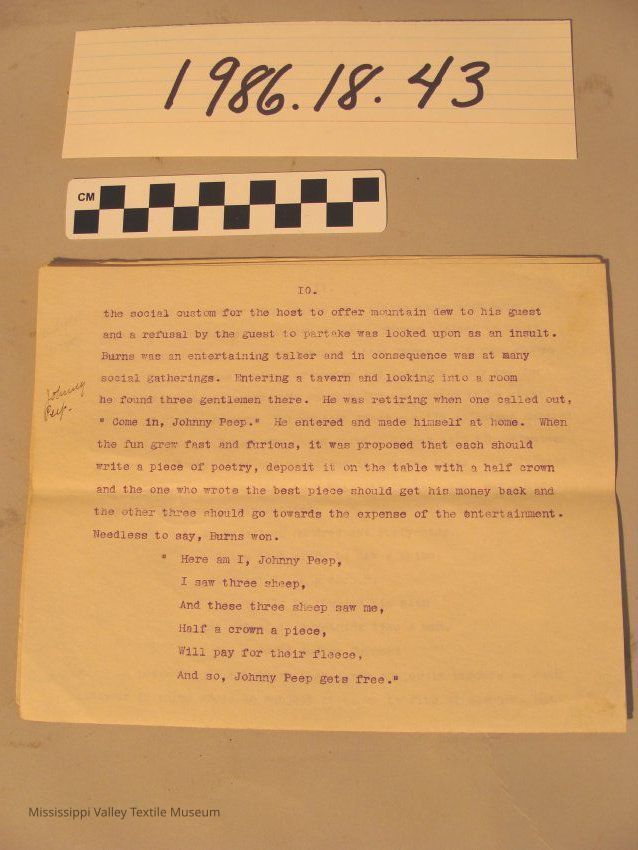 1986.18.43
CM
10.
the social custom for the host to offer mountain dew to his guest
and a refusal by the guest to partake was looked upon as an insult.
Burns was an entertaining talker and in consequence was at many
social gatherings. Entering a tavern and looking into a room
he found three gentlemen there. He was retiring when one called out,
Johnny
Peep.
" Come in, Johnny Peep." He entered and made himself at home. When
the fun grew fast and furious, it was proposed that each should
write a piece of poetry, deposit it on the table with a half crown
and the one who wrote the best piece should get his money back and
the other three should go towards the expense of the entertainment.
Needless to say, Burns won.
" Here am I, Johnny Peep,
I saw three sheep,
And these three sheep saw me,
Half a crown a piece,
Will pay for their fleece,
And so, Johnny Peep gets free."
Mississippi Valley Textile Museum